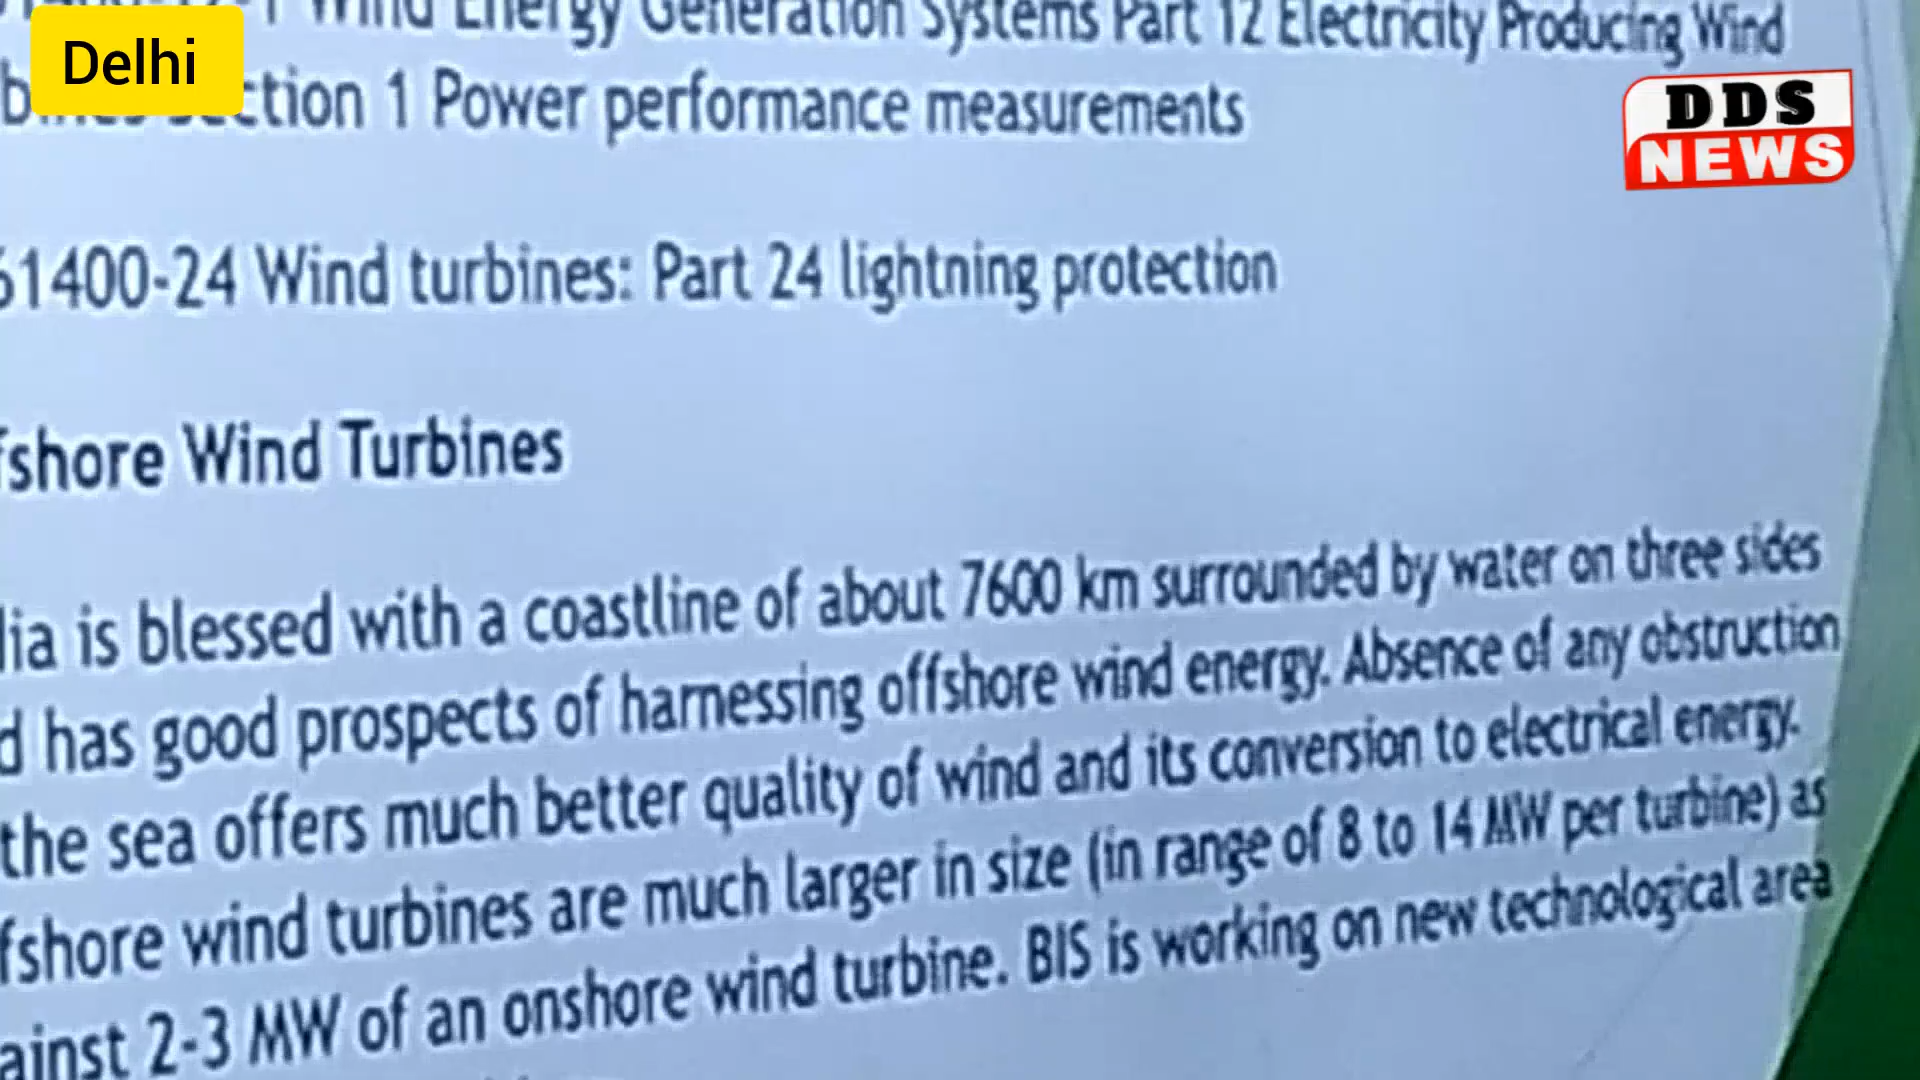 Wind Energy Generation Systems Part 12 Electricity Producing Wind
Delhi
ction 1 Power performance measurements
DDS
NEWS
61400-24 Wind turbines: Part 24 lightning protection
fshore Wind Turbines
dia is blessed with a coastline of about 7600 km surrounded by water on three sides
d has good prospects of harnessing offshore wind energy. Absence of any obstruction
the sea offers much better quality of wind and its conversion to electrical energy.
fshore wind turbines are much larger in size (in range of 8 to 14 MW per turbine) as
ainst 2-3 MW of an onshore wind turbine. BIS is working on new technological area